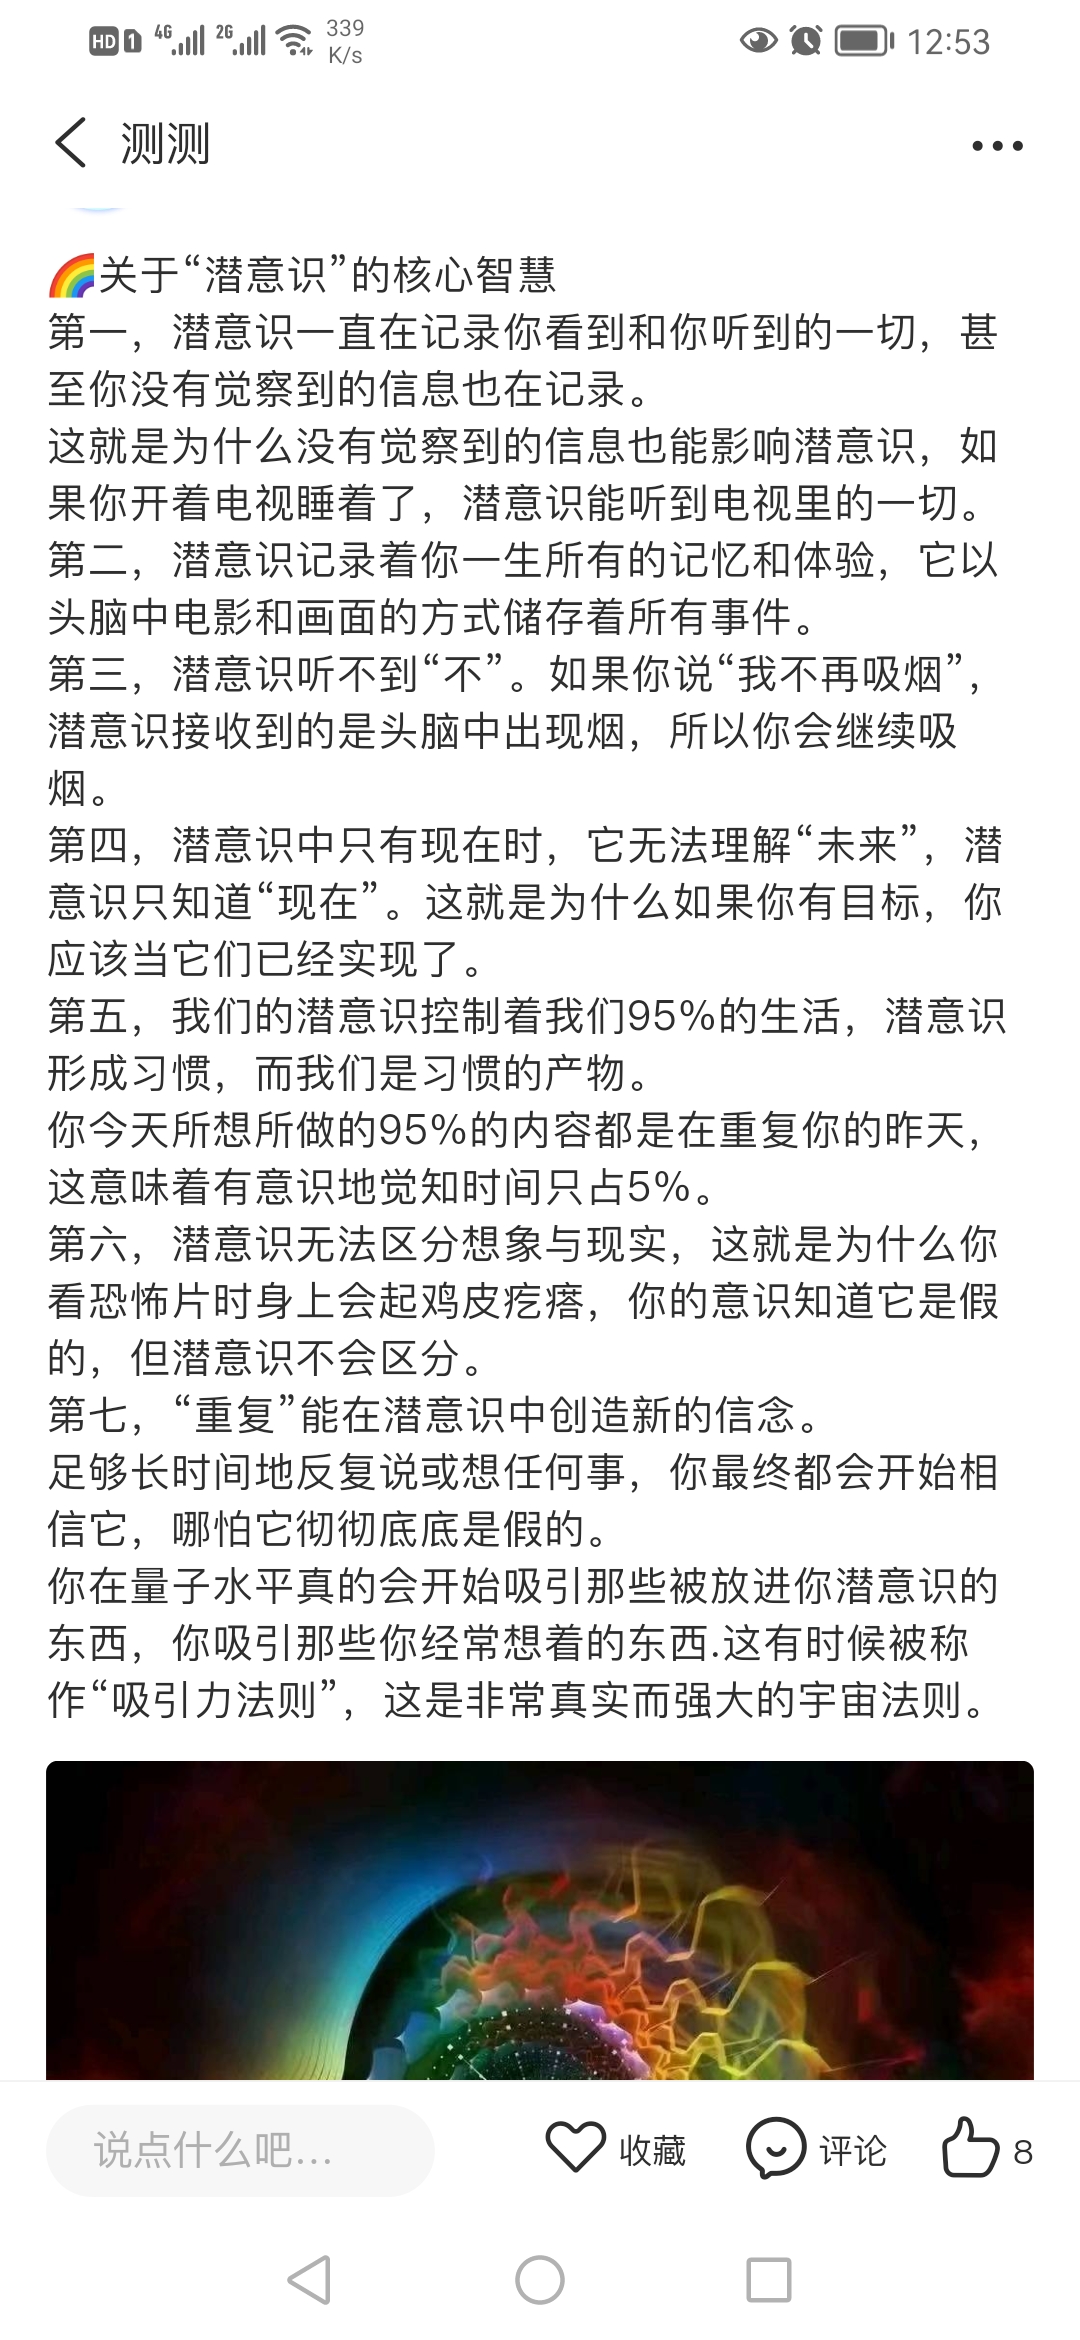 HD 1 4G 2G 339 K/s 12:53
测测
🌈关于“潜意识”的核心智慧
第一，潜意识一直在记录你看到和你听到的一切，甚
至你没有觉察到的信息也在记录。
这就是为什么没有觉察到的信息也能影响潜意识，如
果你开着电视睡着了，潜意识能听到电视里的一切。
第二，潜意识记录着你一生所有的记忆和体验，它以
头脑中电影和画面的方式储存着所有事件。
第三，潜意识听不到“不”。如果你说“我不再吸烟”，
潜意识接收到的是头脑中出现烟，所以你会继续吸
烟。
第四，潜意识中只有现在时，它无法理解“未来”，潜
意识只知道“现在”。这就是为什么如果你有目标，你
应该当它们已经实现了。
第五，我们的潜意识控制着我们95%的生活，潜意识
形成习惯，而我们是习惯的产物。
你今天所想所做的95%的内容都是在重复你的昨天，
这意味着有意识地觉知时间只占5%。
第六，潜意识无法区分想象与现实，这就是为什么你
看恐怖片时身上会起鸡皮疙瘩，你的意识知道它是假
的，但潜意识不会区分。
第七，“重复”能在潜意识中创造新的信念。
足够长时间地反复说或想任何事，你最终都会开始相
信它，哪怕它彻彻底底是假的。
你在量子水平真的会开始吸引那些被放进你潜意识的
东西，你吸引那些你经常想着的东西.这有时候被称
作“吸引力法则”，这是非常真实而强大的宇宙法则。
说点什么吧... 收藏 评论 8